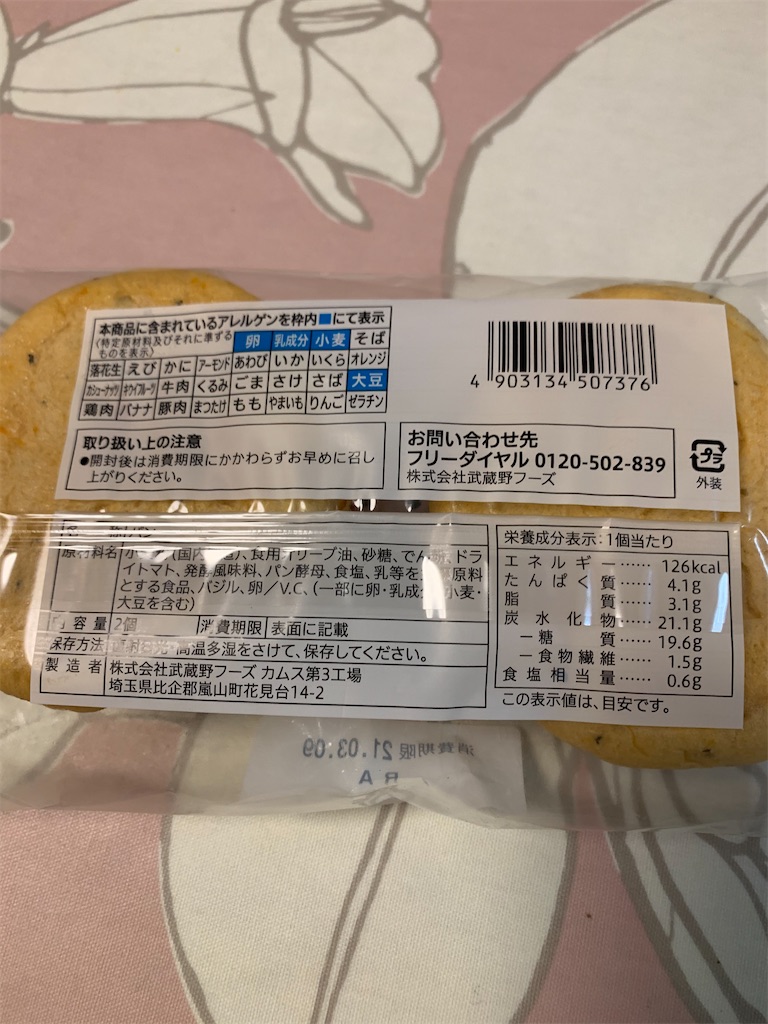 本商品に含まれているアレルゲンを枠内■にて表示
〈特定原材料及びそれに準ずるものを表示〉
卵 乳成分 小麦 そば
落花生 えび かに アーモンド あわび いか いくら オレンジ
カシューナッツ キウイフルーツ 牛肉 くるみ ごま さけ さば 大豆
鶏肉 バナナ 豚肉 まつたけ もも やまいも りんご ゼラチン
4 903134 507376
取り扱い上の注意
●開封後は消費期限にかかわらずお早めに召し
上がりください。
お問い合わせ先
フリーダイヤル 0120-502-839
株式会社武蔵野フーズ
プラ
外装
パン
原材料名 (国内 )、食用オリーブ油、砂糖、でん 、ドラ
イトマト、発酵風味料、パン酵母、食塩、乳等を 原料
とする食品、バジル、卵/V.C、(一部に卵・乳成分・小麦・
大豆を含む)
内容量 2個 消費期限 表面に記載
保存方法 高温多湿をさけて、保存してください。
製造者 株式会社武蔵野フーズ カムス第3工場
埼玉県比企郡嵐山町花見台14-2
栄養成分表示:1個当たり
エネルギー…… 126kcal
たんぱく質…… 4.1g
脂質…… 3.1g
炭水化物…… 21.1g
－糖質…… 19.6g
－食物繊維…… 1.5g
食塩相当量…… 0.6g
この表示値は、目安です。
消費期限 21.03.09
RA